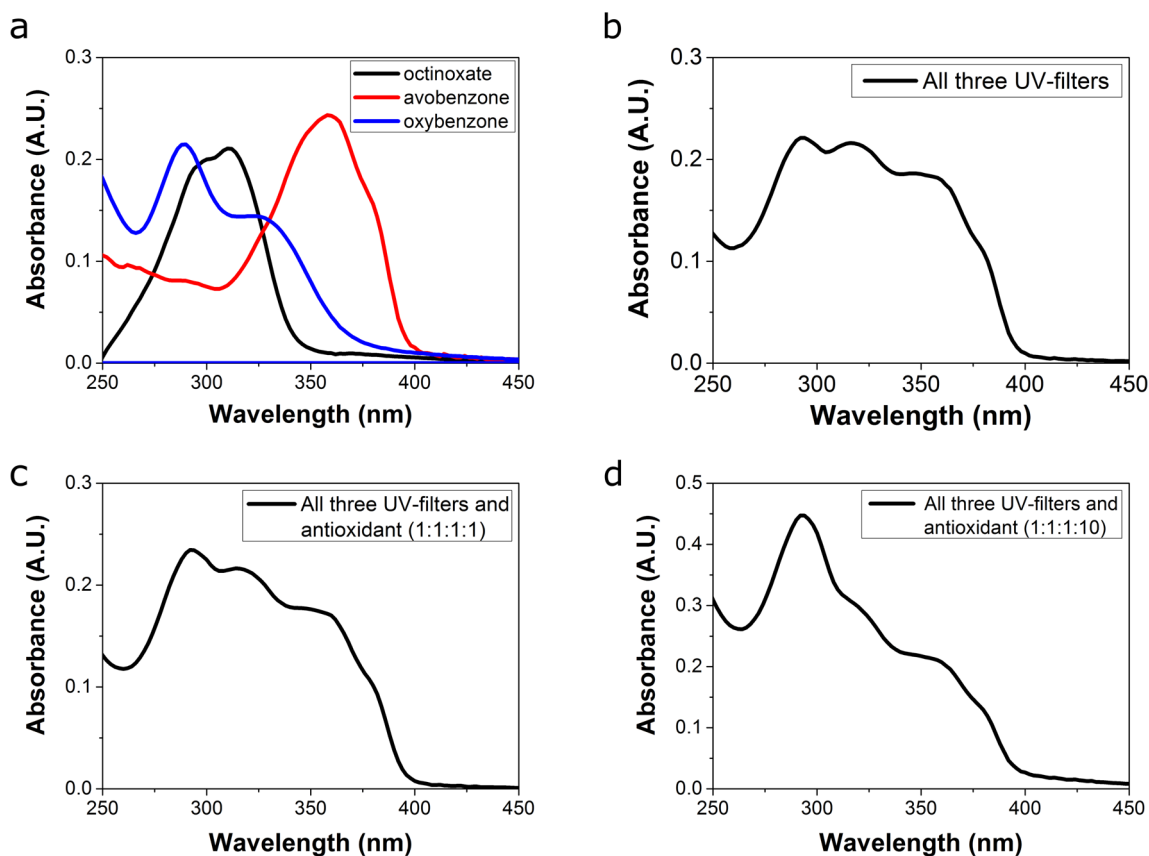 a
0.3
0.2
0.1
0.0
Absorbance (A.U.)
octinoxate
avobenzone
oxybenzone
250
300
350
400
450
Wavelength (nm)
b
0.3
0.2
0.1
0.0
Absorbance (A.U.)
All three UV-filters
250
300
350
400
450
Wavelength (nm)
c
0.3
0.2
0.1
0.0
Absorbance (A.U.)
All three UV-filters and
antioxidant (1:1:1:1)
250
300
350
400
450
Wavelength (nm)
d
0.5
0.4
0.3
0.2
0.1
0.0
Absorbance (A.U.)
All three UV-filters and
antioxidant (1:1:1:10)
250
300
350
400
450
Wavelength (nm)